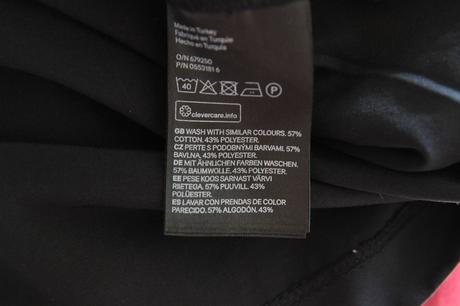 Made in Turkey
Fabriqué en Turquie
Hecho en Turquía
O/N 679250
P/N 0553181 6
40 P
clevercare.info
GB WASH WITH SIMILAR COLOURS. 57%
COTTON, 43% POLYESTER.
CZ PERTE S PODOBNÝMI BARVAMI. 57%
BAVLNA, 43% POLYESTER.
DE MIT ÄHNLICHEN FARBEN WASCHEN.
57% BAUMWOLLE, 43% POLYESTER.
EE PESE KOOS SARNAST VÄRVI
RIIETEGA. 57% PUUVILL, 43%
POLÜESTER.
ES LAVAR CON PRENDAS DE COLOR
PARECIDO. 57% ALGODÓN, 43%